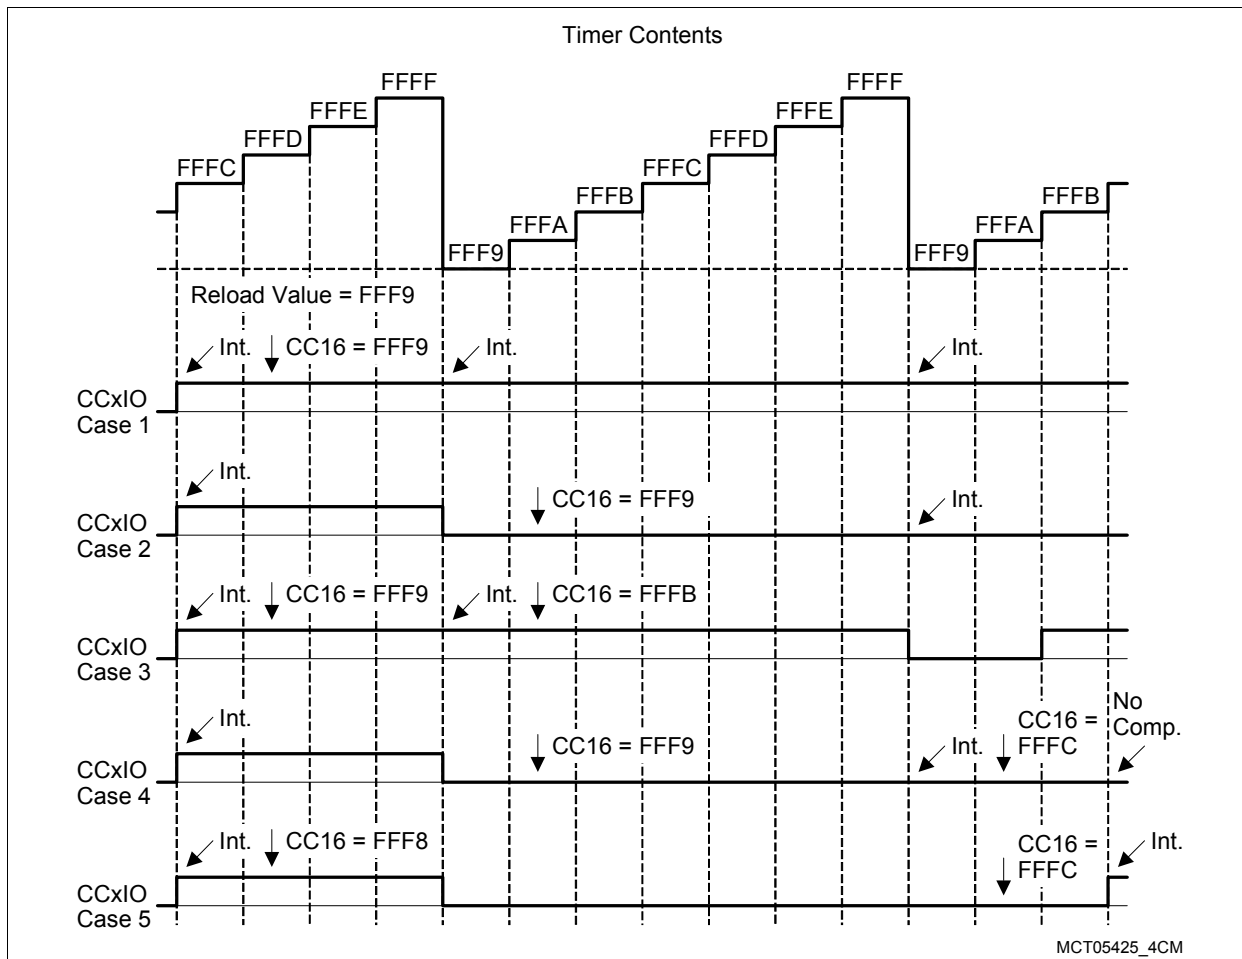 Timer Contents
FFFF
FFFF
FFFE
FFFE
FFFD
FFFD
FFFC
FFFC
FFFB
FFFB
FFFA
FFFA
FFF9
FFF9
Reload Value = FFF9
Int.
CC16 = FFF9
Int.
Int.
CCxIO
Case 1
Int.
CC16 = FFF9
Int.
CCxIO
Case 2
Int.
CC16 = FFF9
Int.
CC16 = FFFB
CCxIO
Case 3
Int.
CC16 = FFF9
Int.
CC16 =
FFFC
No
Comp.
CCxIO
Case 4
Int.
CC16 = FFF8
CC16 =
FFFC
Int.
CCxIO
Case 5
MCT05425_4CM